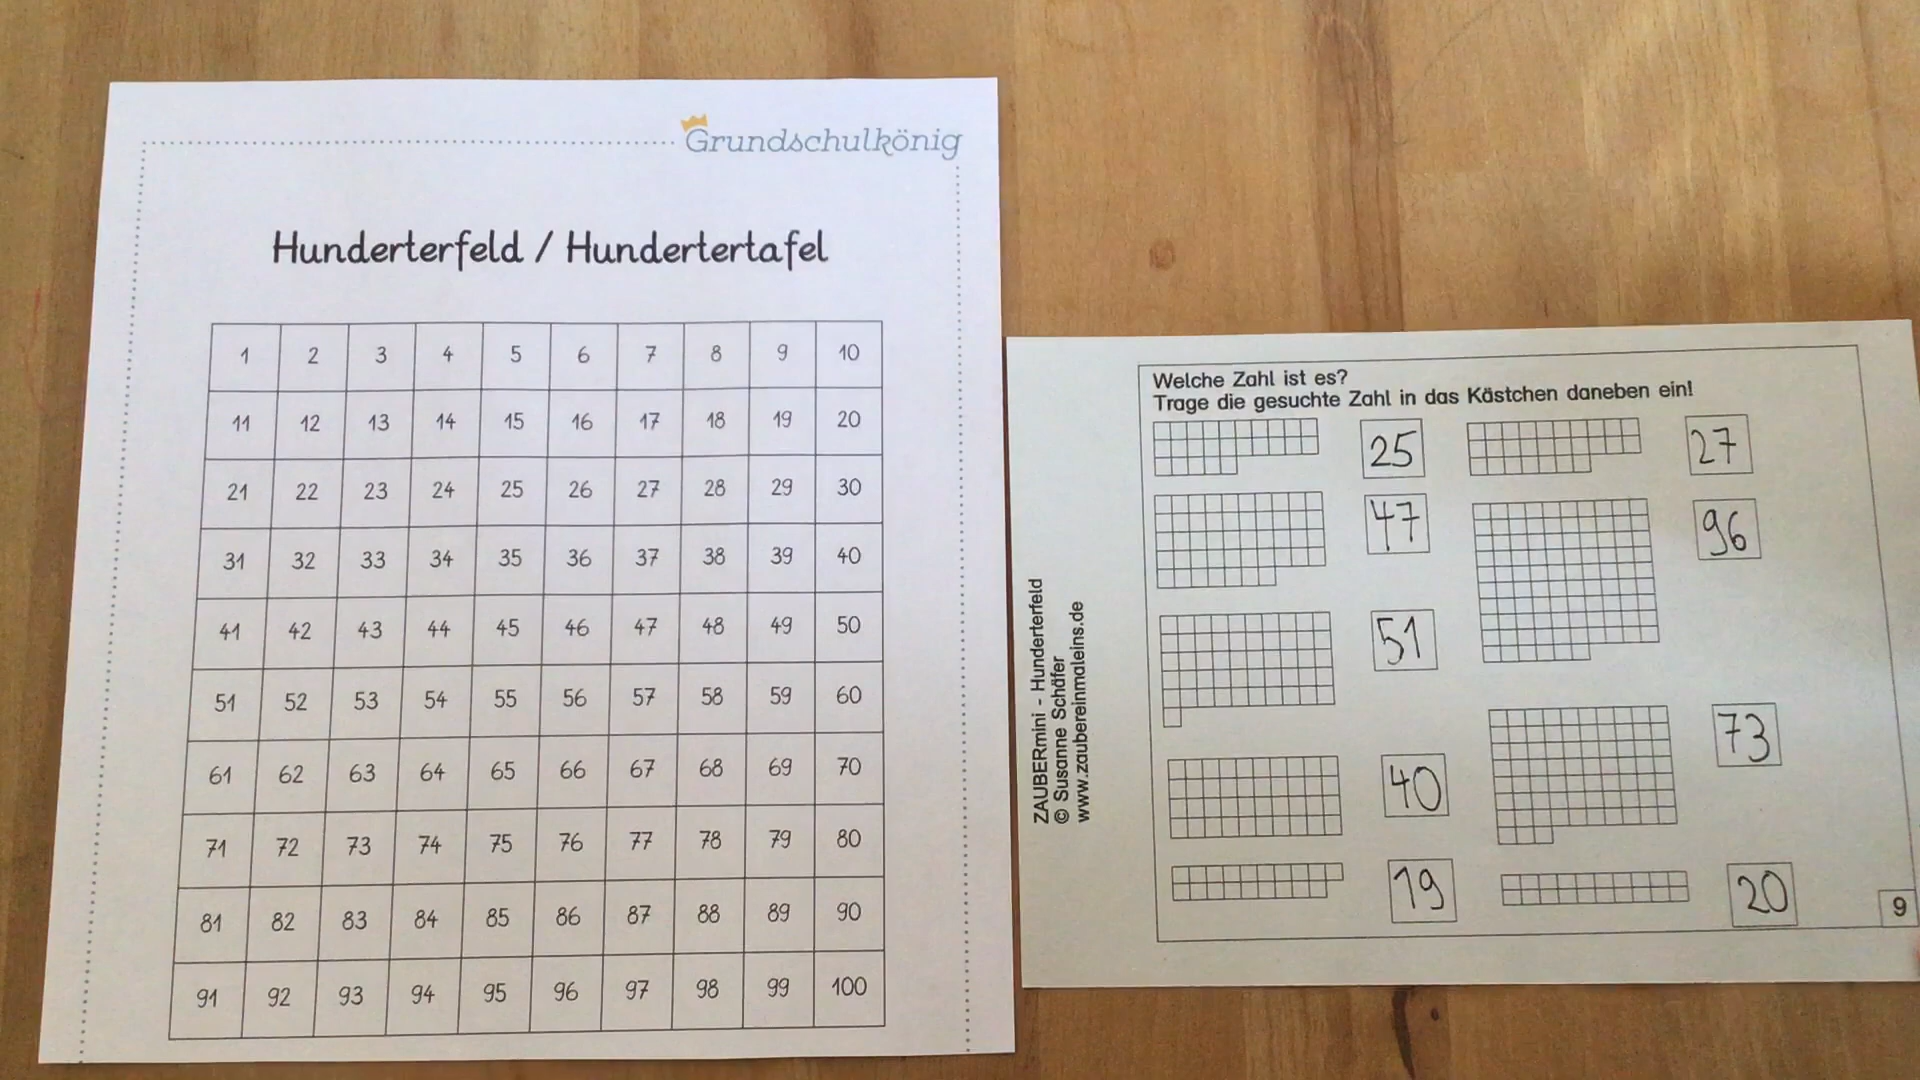 Grundschulkönig
Hunderterfeld / Hundertertafel
1 2 3 4 5 6 7 8 9 10
11 12 13 14 15 16 17 18 19 20
21 22 23 24 25 26 27 28 29 30
31 32 33 34 35 36 37 38 39 40
41 42 43 44 45 46 47 48 49 50
51 52 53 54 55 56 57 58 59 60
61 62 63 64 65 66 67 68 69 70
71 72 73 74 75 76 77 78 79 80
81 82 83 84 85 86 87 88 89 90
91 92 93 94 95 96 97 98 99 100
ZAUBERmini - Hunderterfeld
© Susanne Schäfer
www.zaubereinmaleins.de
Welche Zahl ist es?
Trage die gesuchte Zahl in das Kästchen daneben ein!
25 27
47 96
51
40 73
19 20
9